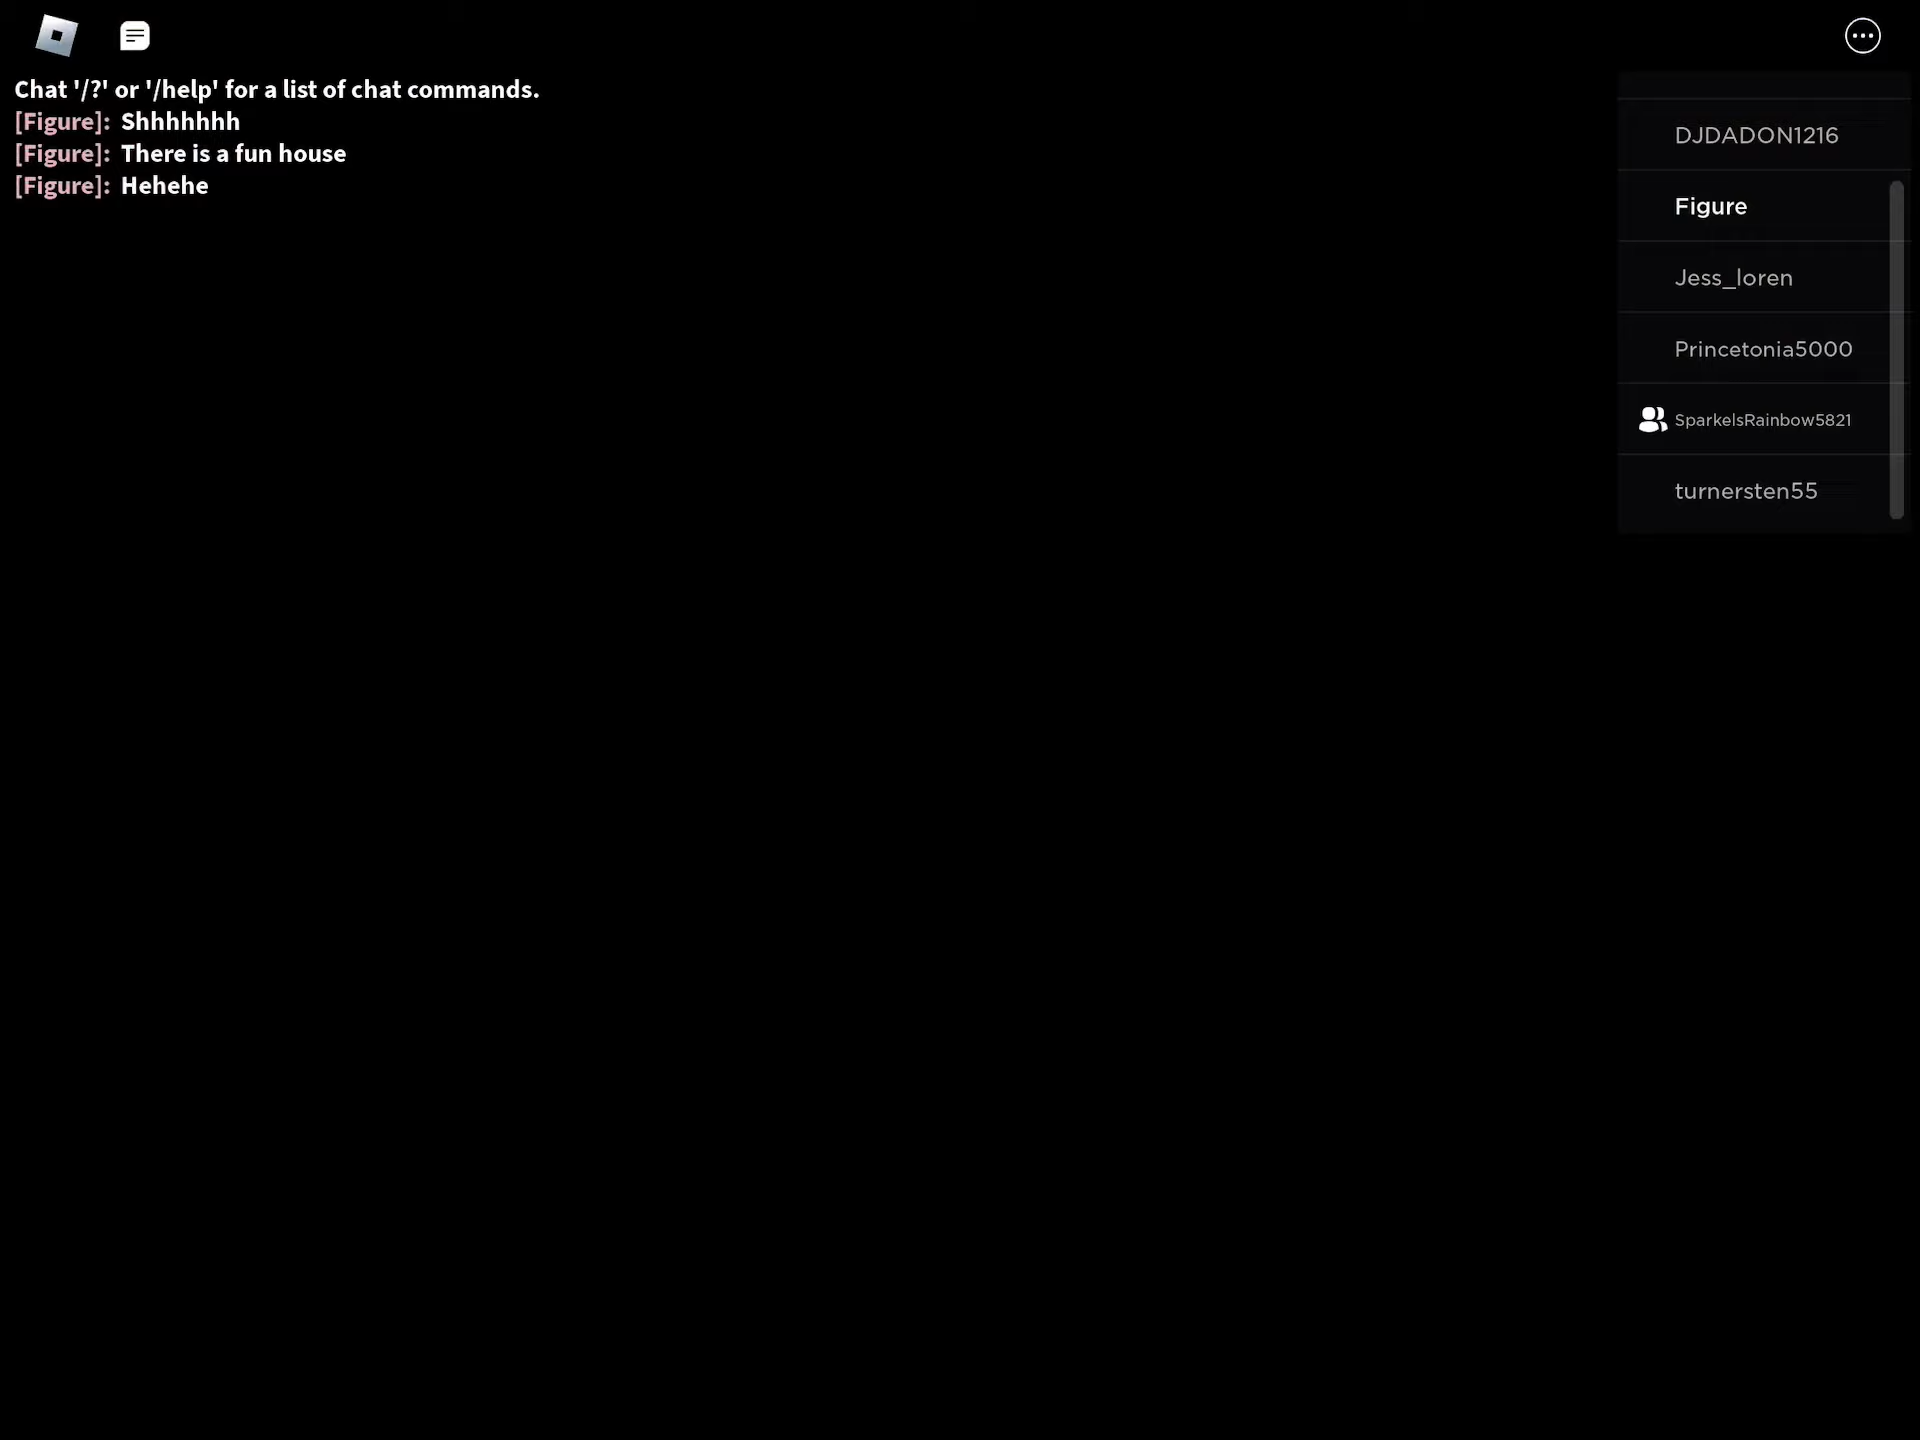 Chat '/?' or '/help' for a list of chat commands.
[Figure]: Shhhhhhh
[Figure]: There is a fun house
[Figure]: Hehehe
DJDADON1216
Figure
Jess_loren
Princetonia5000
SparkelsRainbow5821
turnersten55